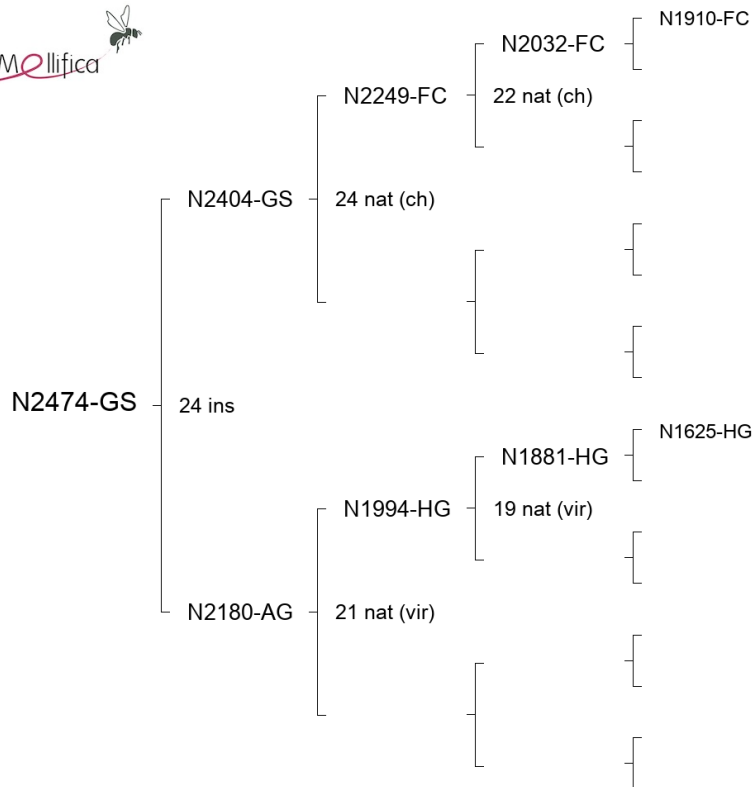 Mellifica
N1910-FC
N2032-FC
N2249-FC
22 nat (ch)
N2404-GS
24 nat (ch)
N2474-GS
24 ins
N1625-HG
N1881-HG
N1994-HG
19 nat (vir)
N2180-AG
21 nat (vir)